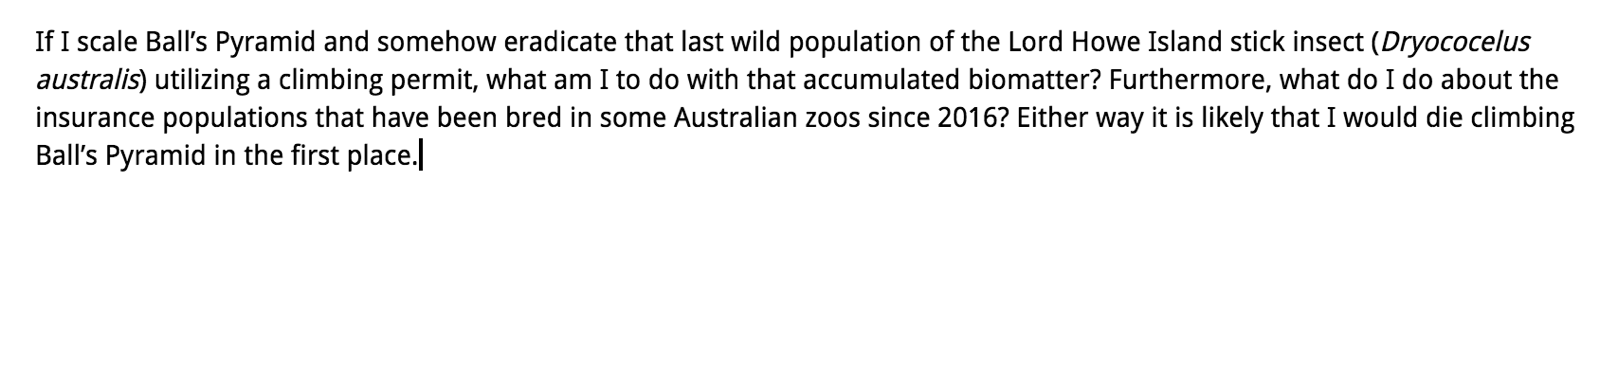 If I scale Ball’s Pyramid and somehow eradicate that last wild population of the Lord Howe Island stick insect (Dryococelus
australis) utilizing a climbing permit, what am I to do with that accumulated biomatter? Furthermore, what do I do about the
insurance populations that have been bred in some Australian zoos since 2016? Either way it is likely that I would die climbing
Ball’s Pyramid in the first place.